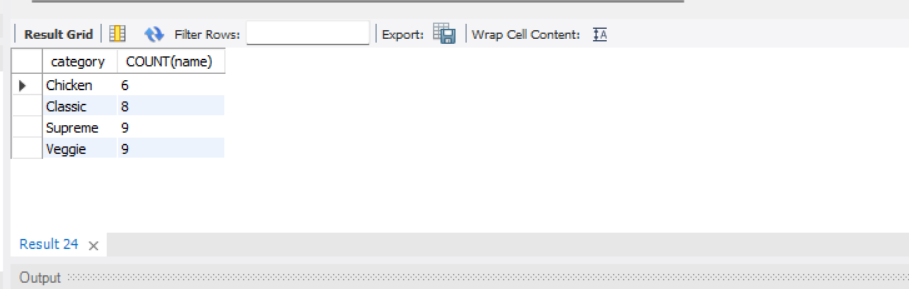 Result Grid Filter Rows: Export: Wrap Cell Content:
category COUNT(name)
Chicken 6
Classic 8
Supreme 9
Veggie 9
Result 24 ×
Output